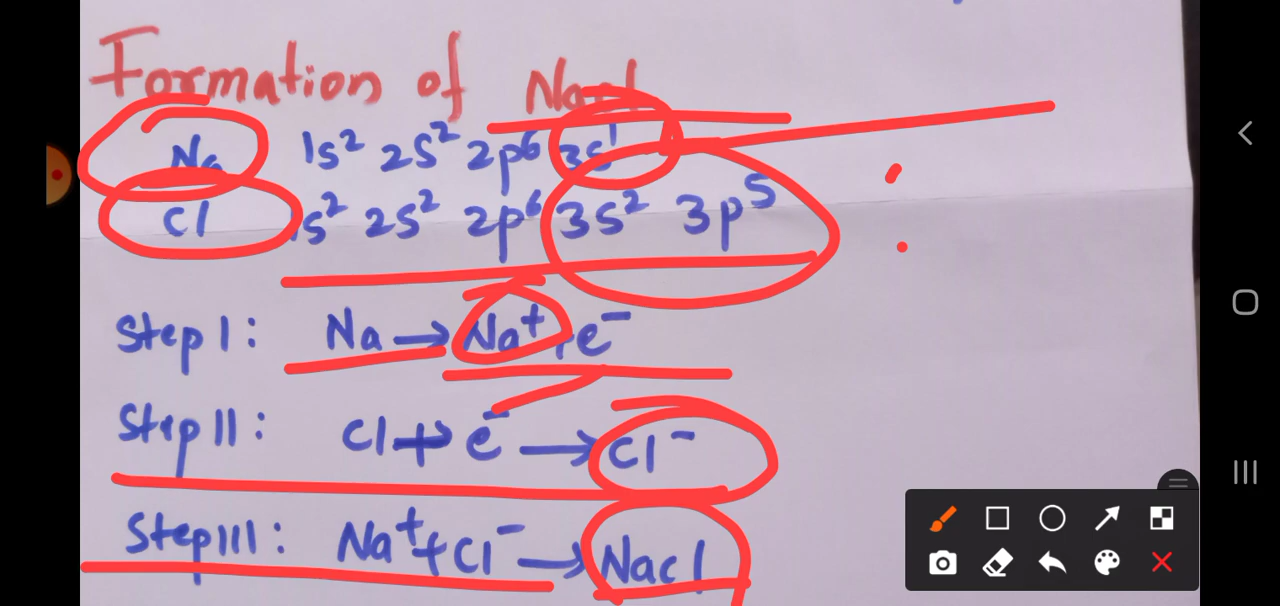 Formation of Nacl
Na 1s² 2s² 2p⁶ 3s¹
Cl 1s² 2s² 2p⁶ 3s² 3p⁵
Step I: Na → Na⁺ + e⁻
Step II: Cl + e⁻ → Cl⁻
Step III: Na⁺ + Cl⁻ → Nacl